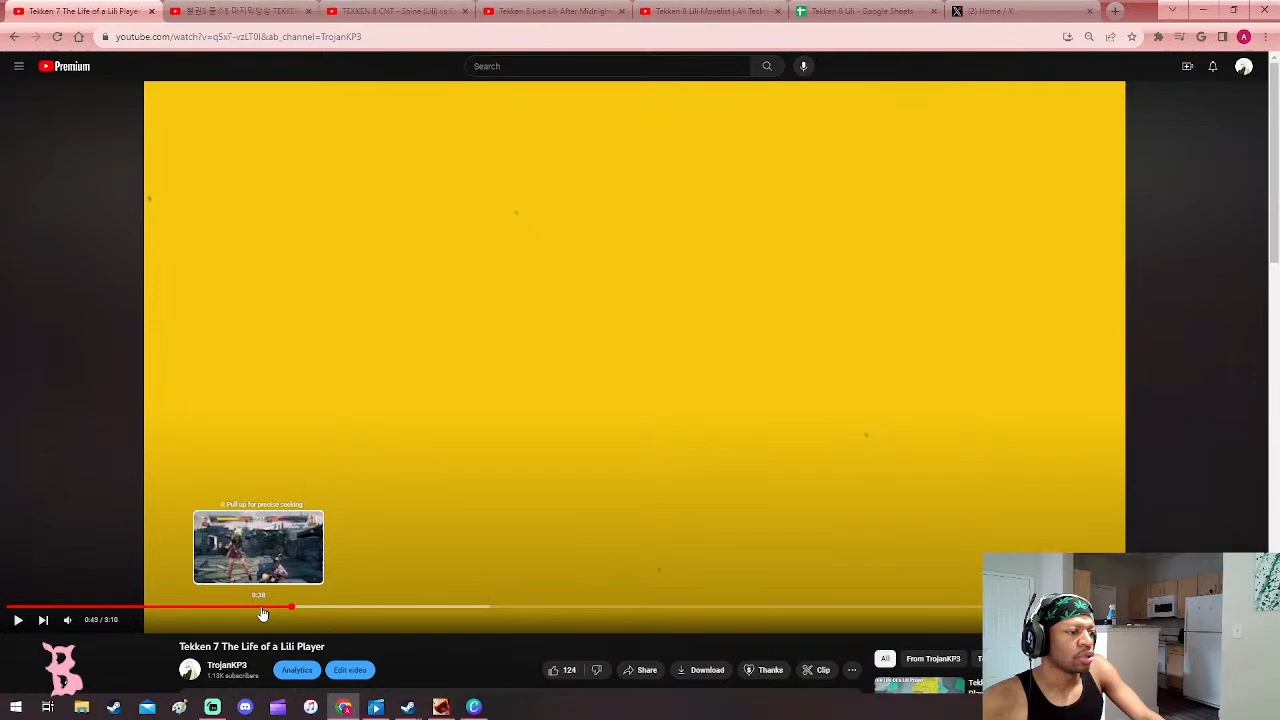 Tekken 7 The Life of a Lili Player
TEKKEN 8 CNT - Shine (Lili) vs
Tekken 8 Live Lili After Midnight
Tekken 8 Lili Movelist | All Tech
Tekken 8 Lili - Google Sheets
(2) Home / X
youtube.com/watch?v=q5xF-vzLT0I&ab_channel=TrojanKP3
A
Premium
Search
Pull up for precise seeking
0:38
0:43 / 3:10
Tekken 7 The Life of a Lili Player
TrojanKP3
1.13K subscribers
Analytics
Edit video
124
Share
Download
Thanks
Clip
All
From TrojanKP3